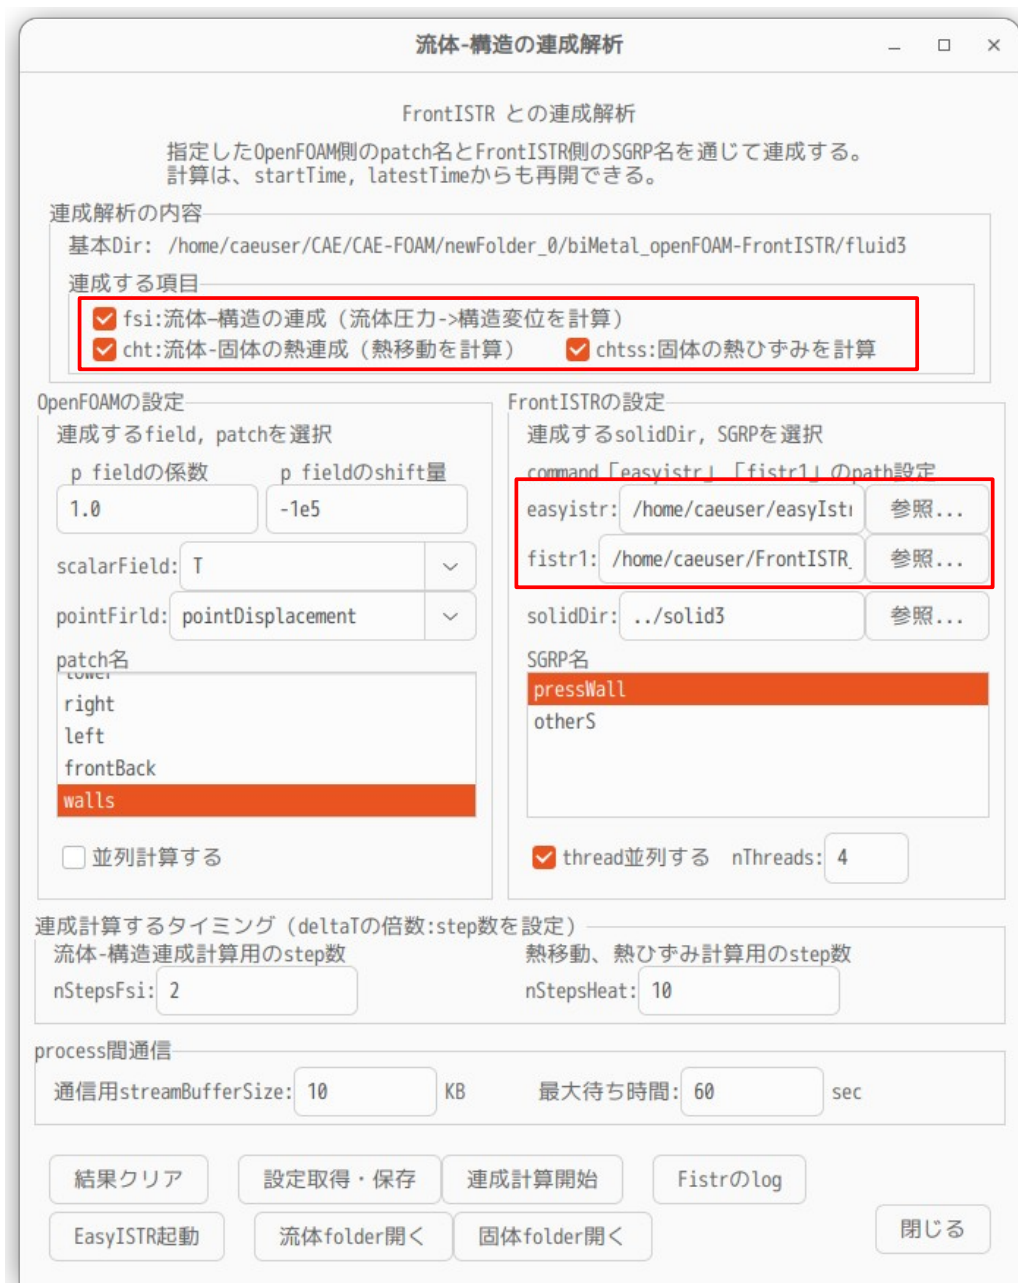 流体-構造の連成解析
FrontISTR との連成解析
指定したOpenFOAM側のpatch名とFrontISTR側のSGRP名を通じて連成する。
計算は、startTime, latestTimeからも再開できる。
連成解析の内容
基本Dir: /home/caeuser/CAE/CAE-FOAM/newFolder_0/biMetal_openFOAM-FrontISTR/fluid3
連成する項目
fsi:流体-構造の連成（流体圧力->構造変位を計算）
cht:流体-固体の熱連成（熱移動を計算） chtss:固体の熱ひずみを計算
OpenFOAMの設定
連成するfield, patchを選択
p fieldの係数 p fieldのshift量
1.0 -1e5
scalarField: T
pointFirld: pointDisplacement
patch名
lower
right
left
frontBack
walls
並列計算する
FrontISTRの設定
連成するsolidDir, SGRPを選択
command「easyistr」「fistr1」のpath設定
easyistr: /home/caeuser/easyIstr 参照...
fistr1: /home/caeuser/FrontISTR_ 参照...
solidDir: ../solid3 参照...
SGRP名
pressWall
otherS
thread並列する nThreads: 4
連成計算するタイミング（deltaTの倍数:step数を設定）
流体-構造連成計算用のstep数 熱移動、熱ひずみ計算用のstep数
nStepsFsi: 2 nStepsHeat: 10
process間通信
通信用streamBufferSize: 10 KB 最大待ち時間: 60 sec
結果クリア 設定取得・保存 連成計算開始 Fistrのlog
EasyISTR起動 流体folder開く 固体folder開く 閉じる